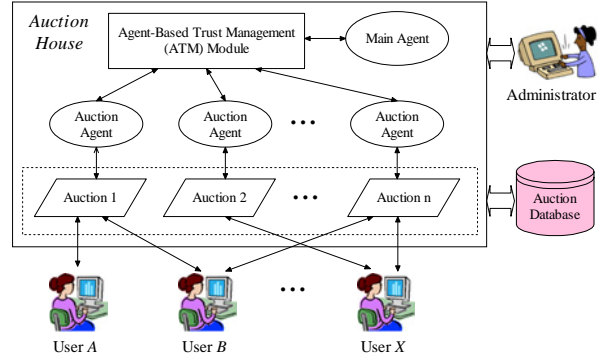 Auction
House
Agent-Based Trust Management
(ATM) Module
Main Agent
Administrator
Auction
Agent
Auction
Agent
...
Auction
Agent
Auction 1
Auction 2
...
Auction n
Auction
Database
...
User A
User B
User X